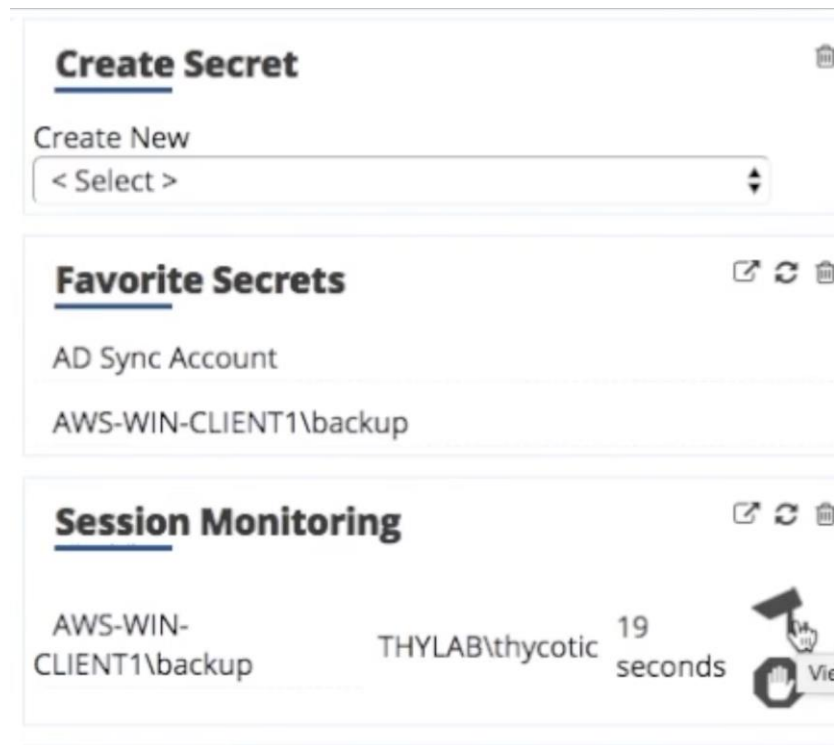 Create Secret
Create New
< Select >
Favorite Secrets
AD Sync Account
AWS-WIN-CLIENT1\backup
Session Monitoring
AWS-WIN-
CLIENT1\backup
THYLAB\thycotic
19
seconds